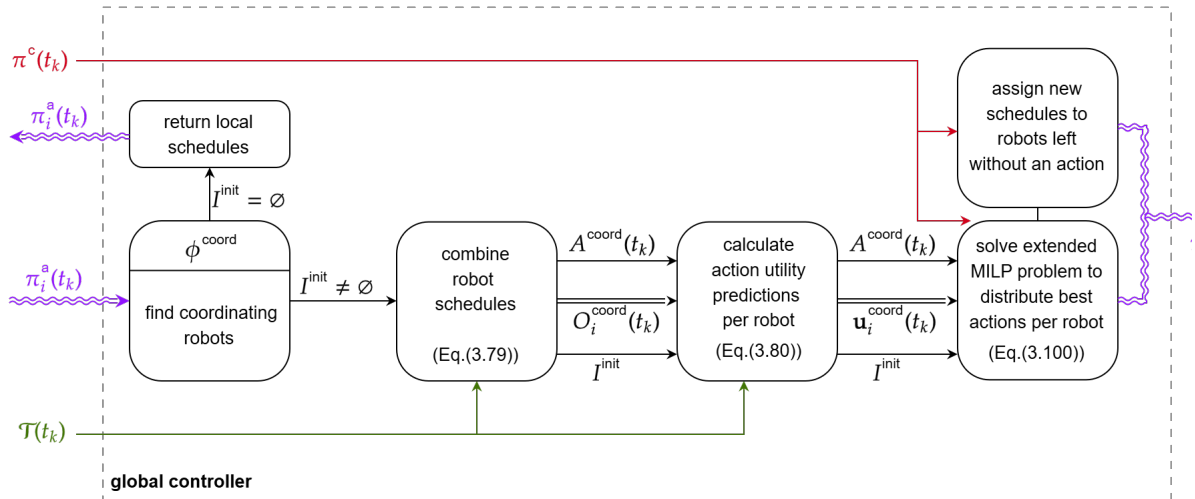 π^c(t_k)
π_i^a(t_k)
return local
schedules
I^init = ∅
assign new
schedules to
robots left
without an action
π_i^a(t_k)
ϕ^coord
find coordinating
robots
I^init ≠ ∅
combine
robot
schedules
(Eq.(3.79))
A^coord(t_k)
O_i^coord(t_k)
I^init
calculate
action utility
predictions
per robot
(Eq.(3.80))
A^coord(t_k)
𝐮_i^coord(t_k)
I^init
solve extended
MILP problem to
distribute best
actions per robot
(Eq.(3.100))
𝒯(t_k)
global controller